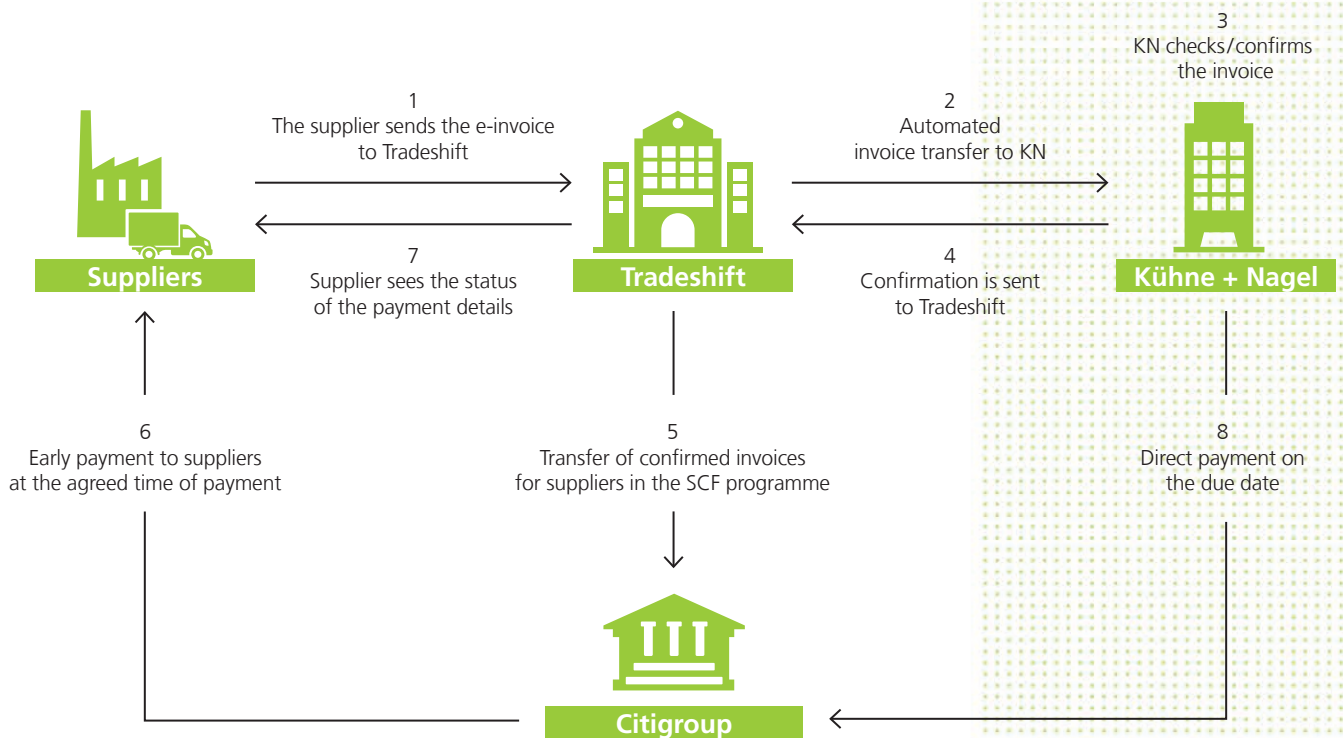 3
KN checks/confirms
the invoice
1
The supplier sends the e-invoice
to Tradeshift
2
Automated
invoice transfer to KN
Suppliers
7
Supplier sees the status
of the payment details
Tradeshift
4
Confirmation is sent
to Tradeshift
Kühne + Nagel
6
Early payment to suppliers
at the agreed time of payment
5
Transfer of confirmed invoices
for suppliers in the SCF programme
8
Direct payment on
the due date
Citigroup